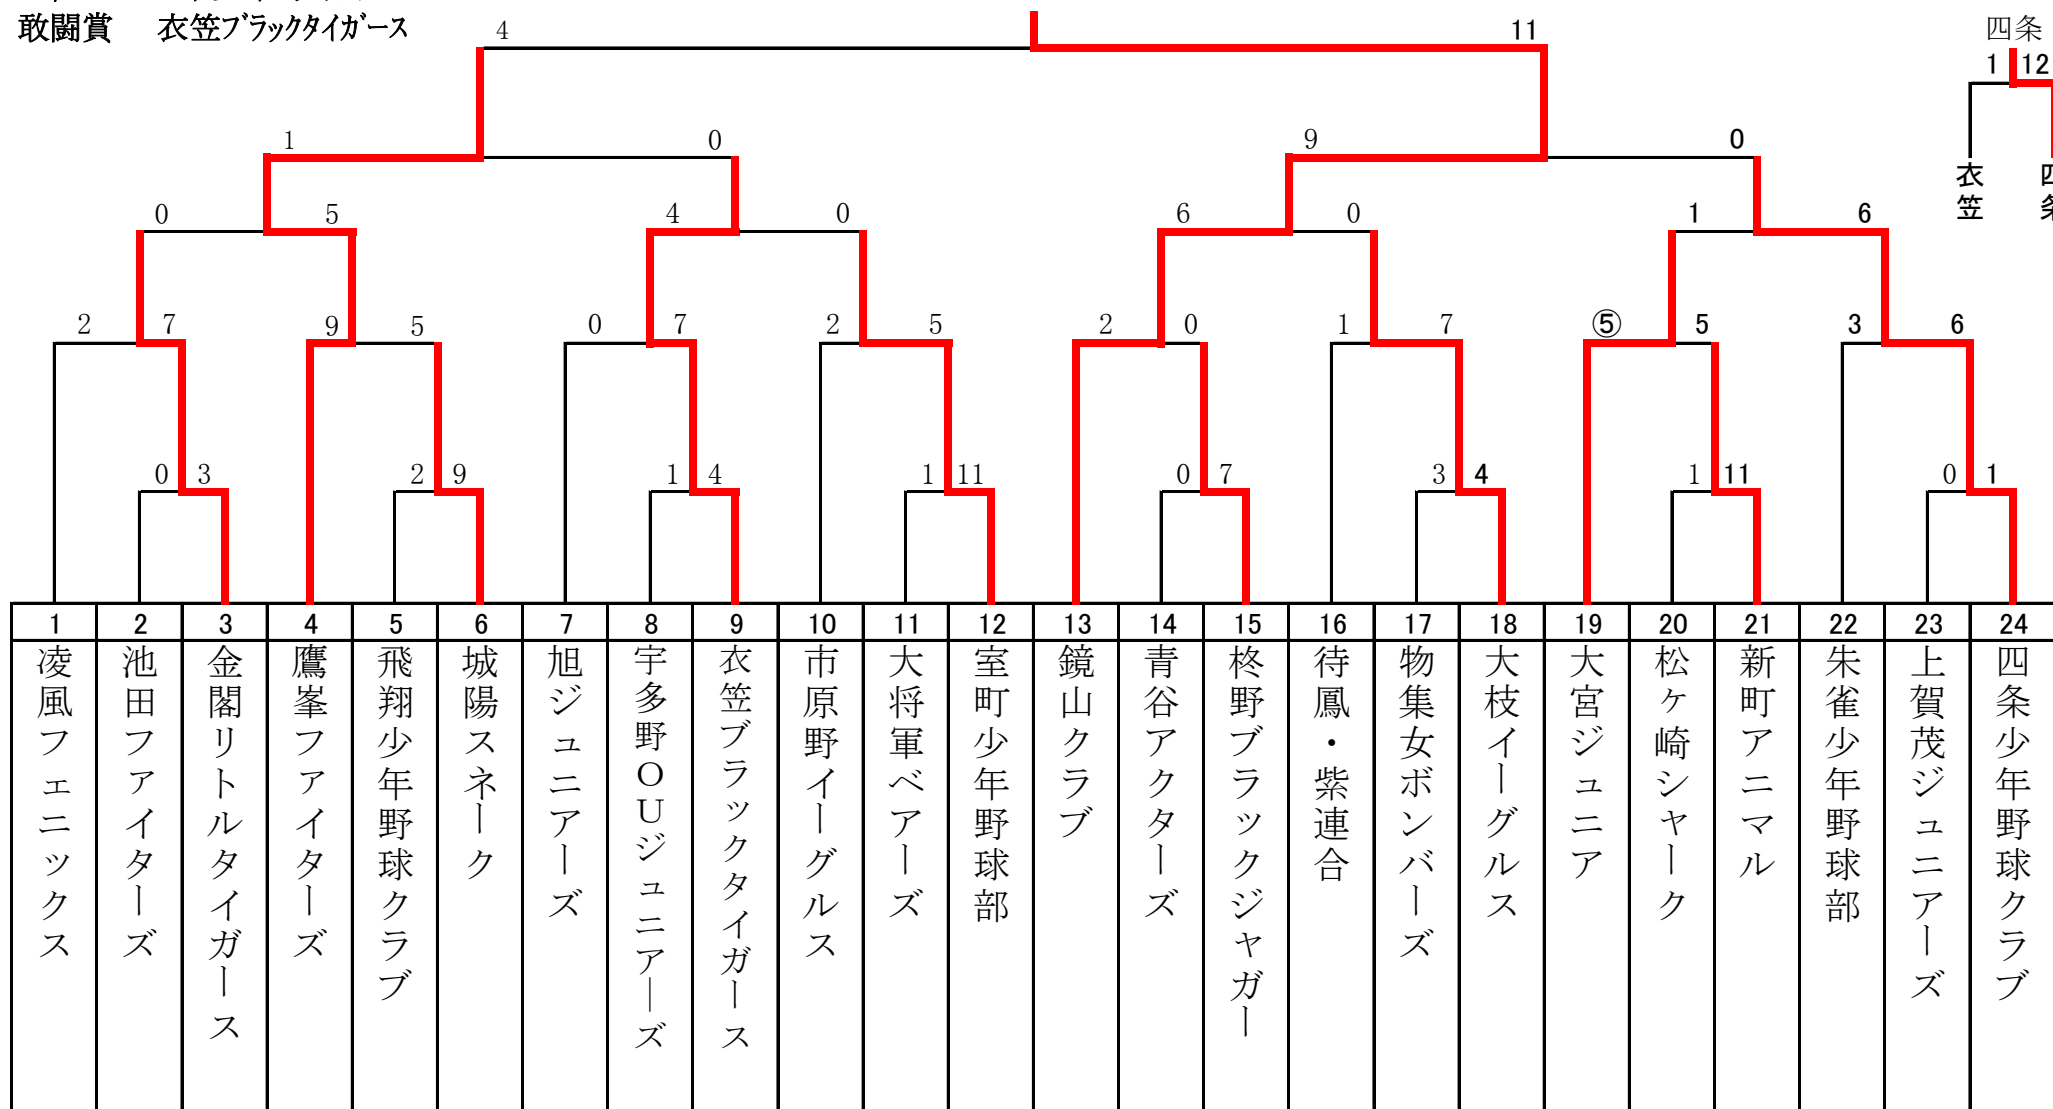 敢闘賞 衣笠ブラックタイガース
4 11
四条
1 12
衣笠 四条
1 0 9 0
0 5 4 0 6 0 1 6
2 7 9 5 0 7 2 5 2 0 1 7 ⑤ 5 3 6
0 3 2 9 1 4 1 11 0 7 3 4 1 11 0 1
1 2 3 4 5 6 7 8 9 10 11 12 13 14 15 16 17 18 19 20 21 22 23 24
凌風フェニックス
池田ファイターズ
金閣リトルタイガース
鷹峯ファイターズ
飛翔少年野球クラブ
城陽スネーク
旭ジュニアーズ
宇多野OUジュニアーズ
衣笠ブラックタイガース
市原野イーグルス
大将軍ベアーズ
室町少年野球部
鏡山クラブ
青谷アクターズ
柊野ブラックジャガー
待鳳・紫連合
物集女ボンバーズ
大枝イーグルス
大宮ジュニア
松ヶ崎シャーク
新町アニマル
朱雀少年野球部
上賀茂ジュニアーズ
四条少年野球クラブ